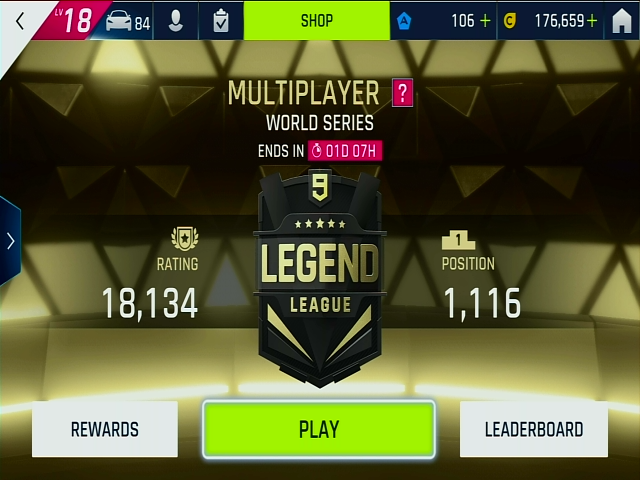 LV 18
84
SHOP
106 +
176,659 +
MULTIPLAYER ?
WORLD SERIES
ENDS IN 01D 07H
9
LEGEND
LEAGUE
RATING
18,134
1
POSITION
1,116
REWARDS
PLAY
LEADERBOARD